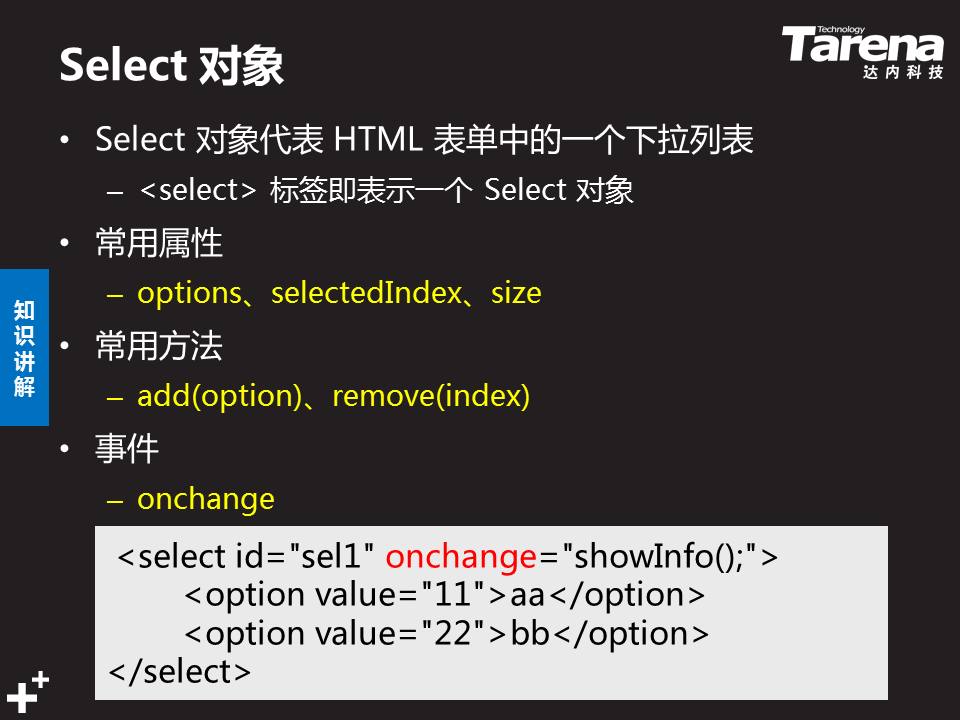 Select 对象
Technology
Tarena
达内科技
• Select 对象代表 HTML 表单中的一个下拉列表
– <select> 标签即表示一个 Select 对象
• 常用属性
– options、selectedIndex、size
知识讲解
• 常用方法
– add(option)、remove(index)
• 事件
– onchange
<select id="sel1" onchange="showInfo();">
<option value="11">aa</option>
<option value="22">bb</option>
</select>